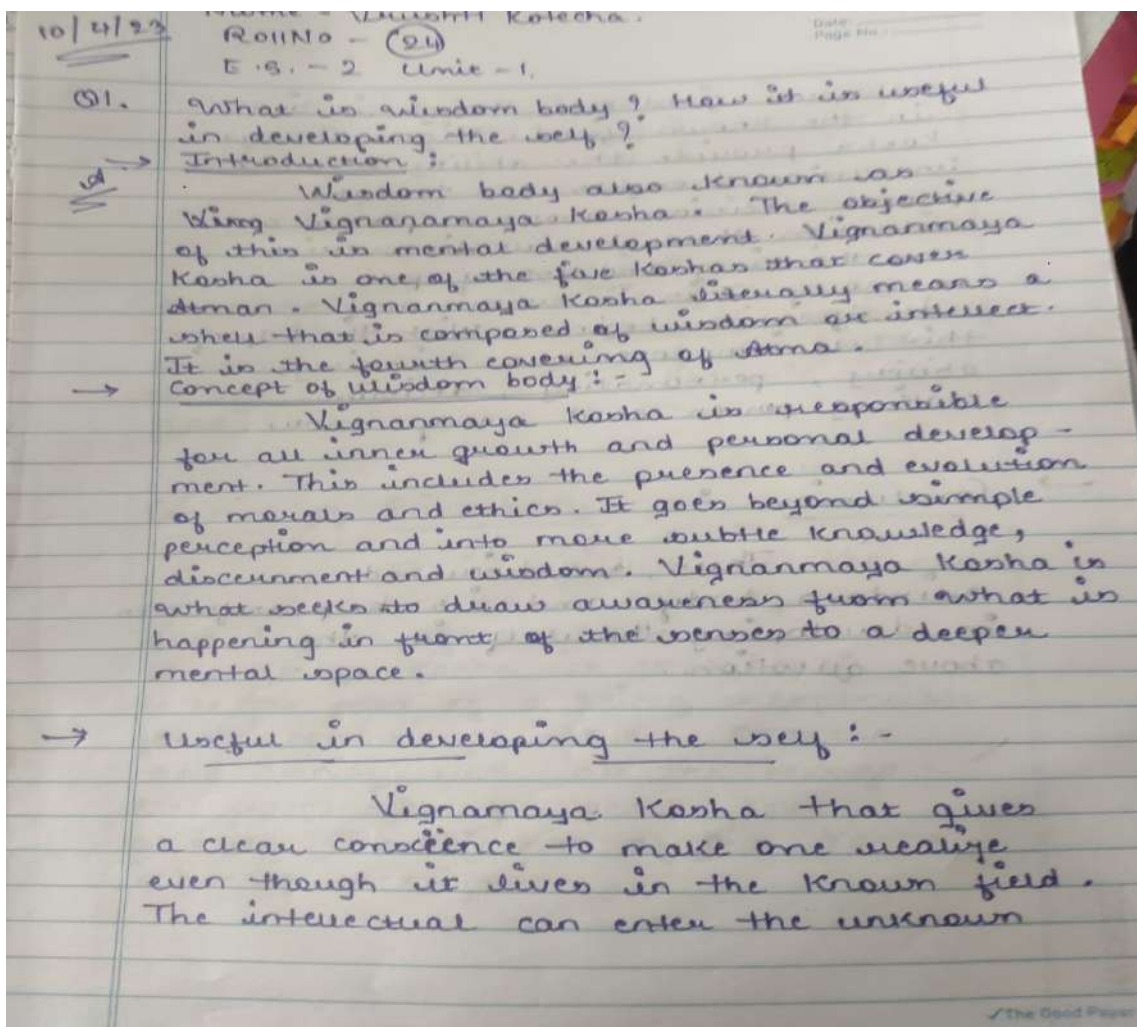 10/4/23
Kotecha.
Date
Page No.
Roll No - 24
E.S. - 2 Unit - 1.
Q1. What is wisdom body? How it is useful
in developing the self?
→ Introduction :
A
Wisdom body also known as
Vignanamaya Kosha. The objective
of this is mental development. Vignanmaya
Kosha is one of the five Koshas that cover
Atman. Vignanmaya Kosha literally means a
shell that is composed of wisdom or intellect.
It is the fourth covering of Atma.
→ Concept of wisdom body : -
Vignanmaya Kosha is responsible
for all inner growth and personal develop -
ment. This includes the presence and evolution
of morals and ethics. It goes beyond simple
perception and into more subtle knowledge,
discernment and wisdom. Vignanmaya Kosha is
what seeks to draw awareness from what is
happening in front of the senses to a deeper
mental space.
→ Useful in developing the self : -
Vignamaya Kosha that gives
a clear conscience to make one realize
even though it lives in the known field.
The intellectual can enter the unknown
The Good Paper